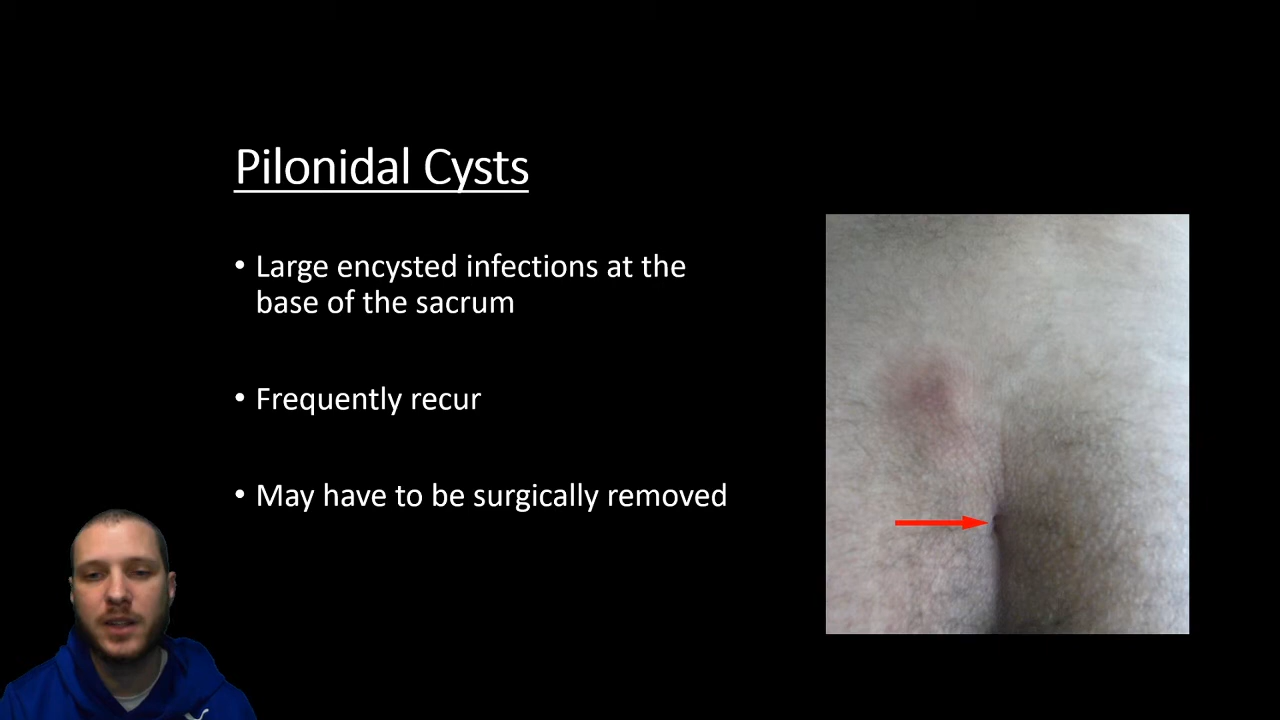 Pilonidal Cysts
• Large encysted infections at the
base of the sacrum
• Frequently recur
• May have to be surgically removed